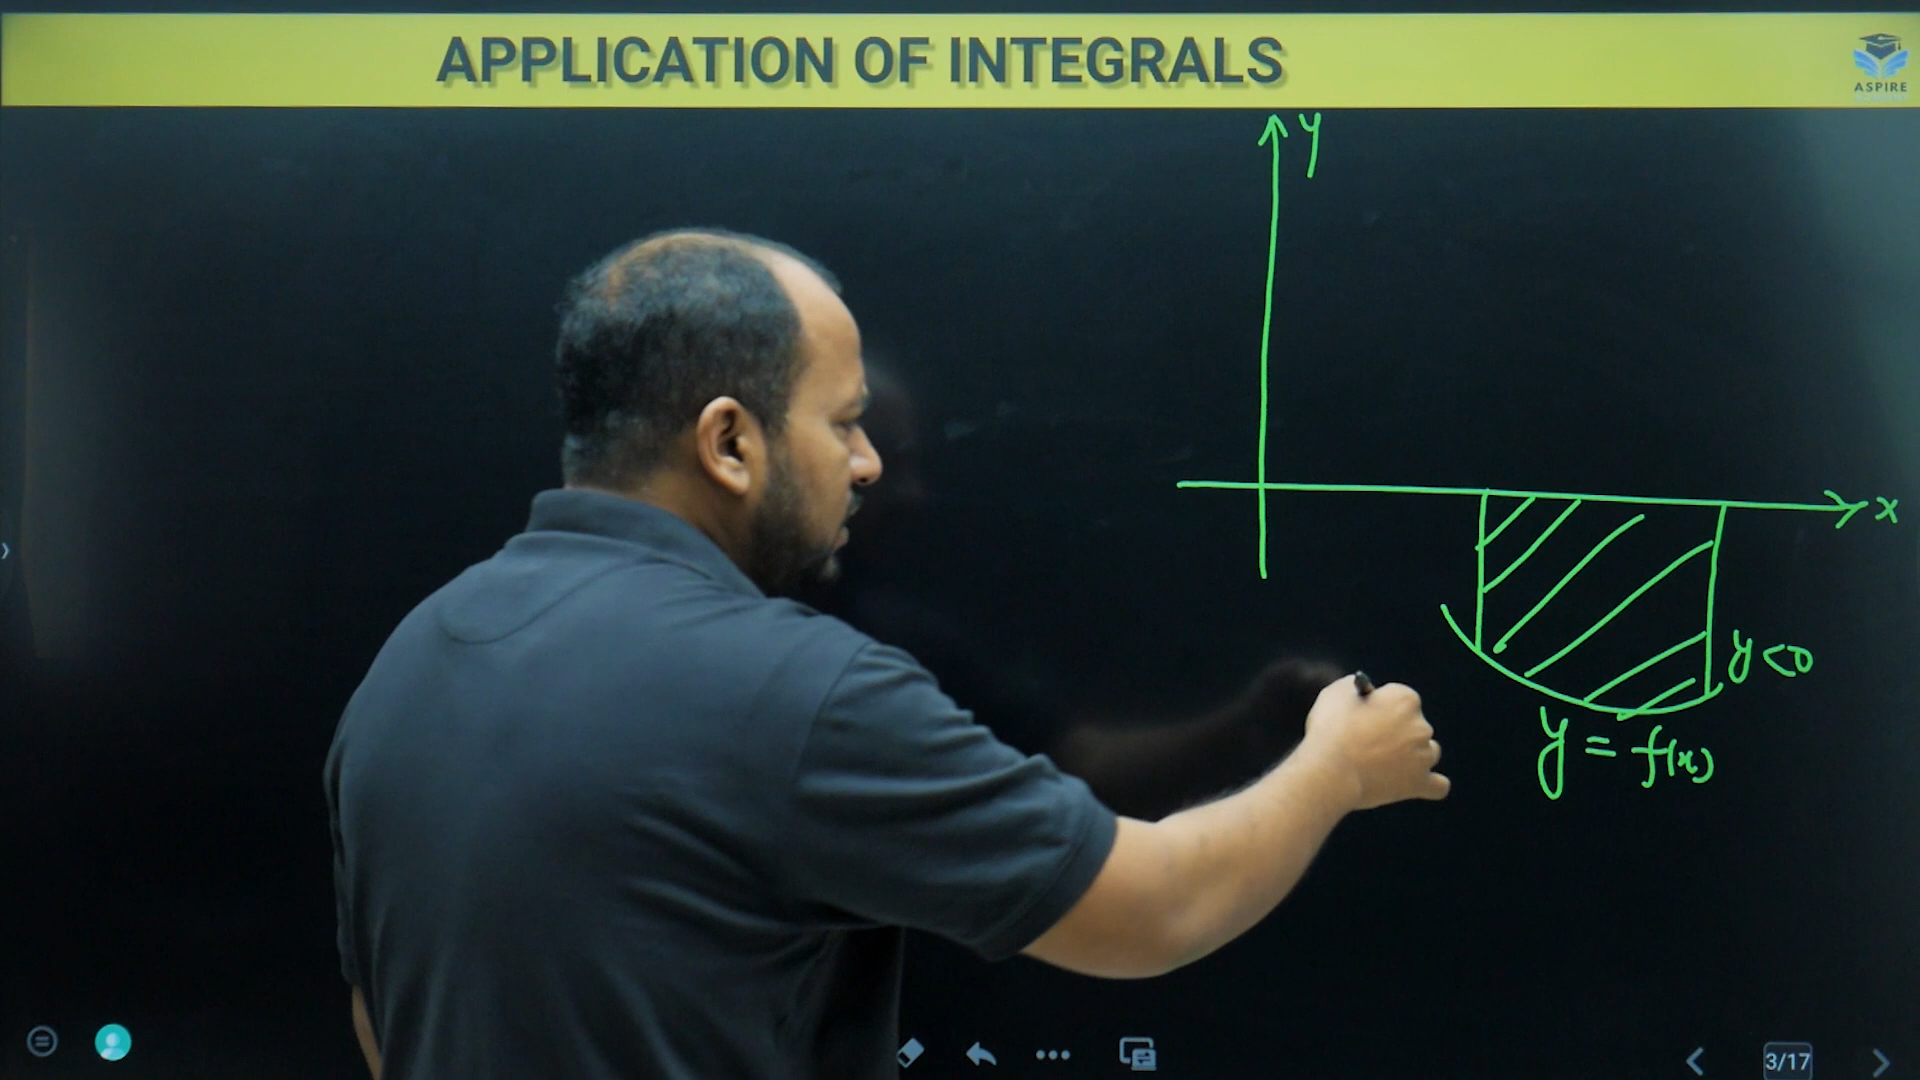 APPLICATION OF INTEGRALS
ASPIRE
y
x
y<0
y = f(x)
3/17